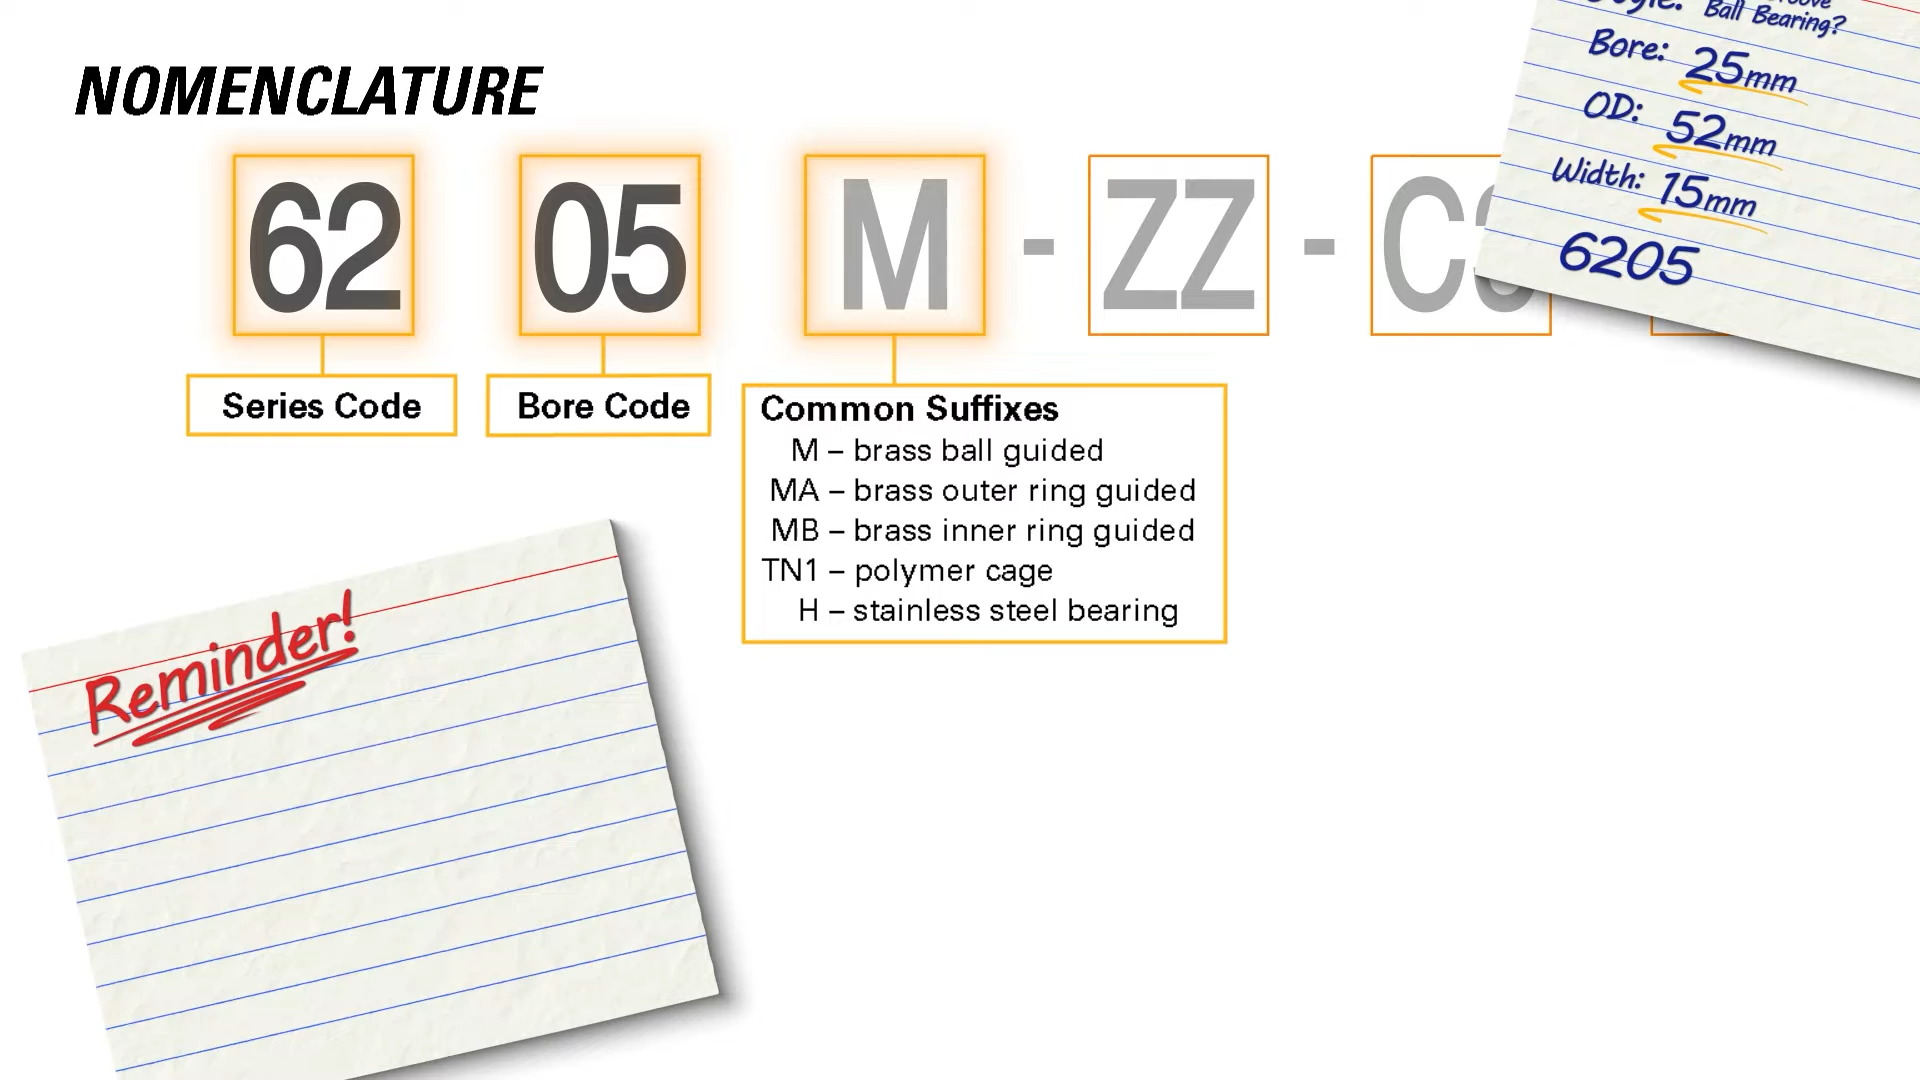 NOMENCLATURE
62 05 M - ZZ - C3
Series Code
Bore Code
Common Suffixes
M – brass ball guided
MA – brass outer ring guided
MB – brass inner ring guided
TN1 – polymer cage
H – stainless steel bearing
Ball Bearing?
Bore: 25mm
OD: 52mm
Width: 15mm
6205
Reminder!